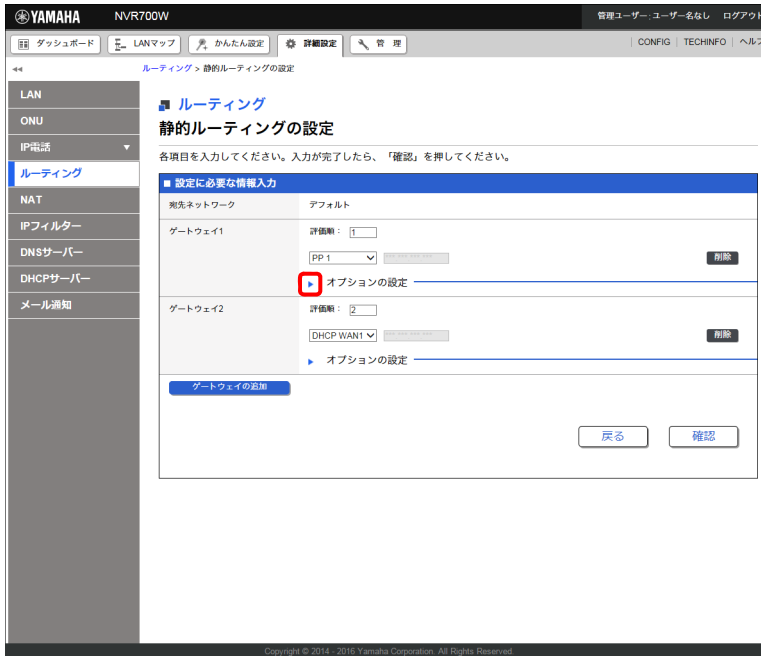 YAMAHA NVR700W 管理ユーザー:ユーザー名なし ログアウト
ダッシュボード LANマップ かんたん設定 詳細設定 管理 CONFIG | TECHINFO |
ルーティング > 静的ルーティングの設定
LAN
ONU
IP電話
ルーティング
NAT
IPフィルター
DNSサーバー
DHCPサーバー
メール通知
ルーティング
静的ルーティングの設定
各項目を入力してください。入力が完了したら、「確認」を押してください。
■ 設定に必要な情報入力
宛先ネットワーク デフォルト
ゲートウェイ1 評価順: 1
PP 1 削除
オプションの設定
ゲートウェイ2 評価順: 2
DHCP WAN1 削除
オプションの設定
ゲートウェイの追加
戻る 確認
Copyright © 2014 - 2016 Yamaha Corporation. All Rights Reserved.